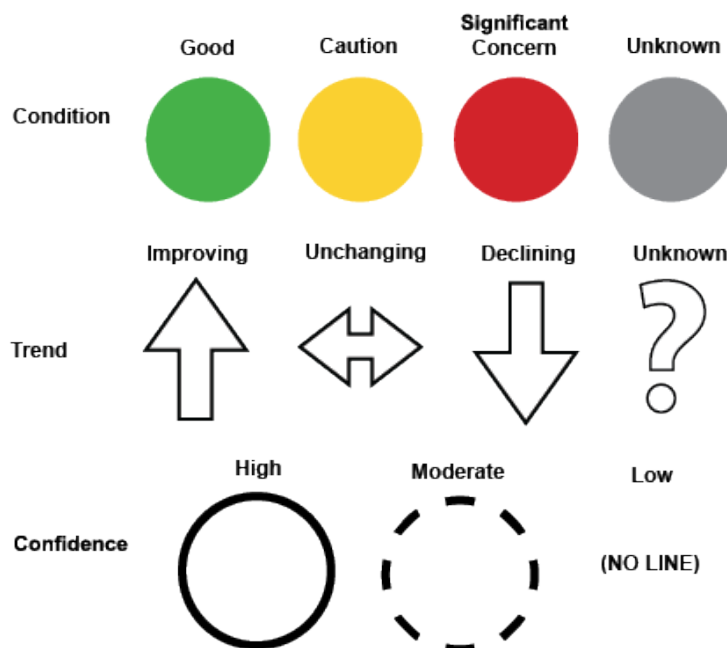 Good Caution Significant Concern Unknown
Condition
Improving Unchanging Declining Unknown
Trend
High Moderate Low
Confidence (NO LINE)